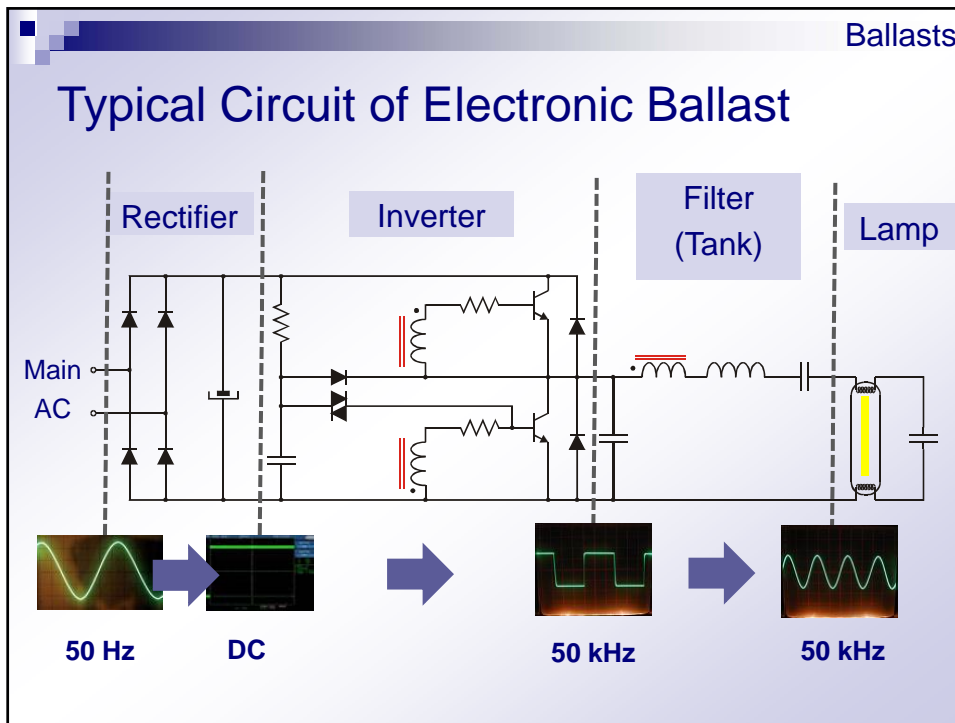 Ballasts
Typical Circuit of Electronic Ballast
Rectifier
Inverter
Filter
(Tank)
Lamp
Main
AC
50 Hz
DC
50 kHz
50 kHz